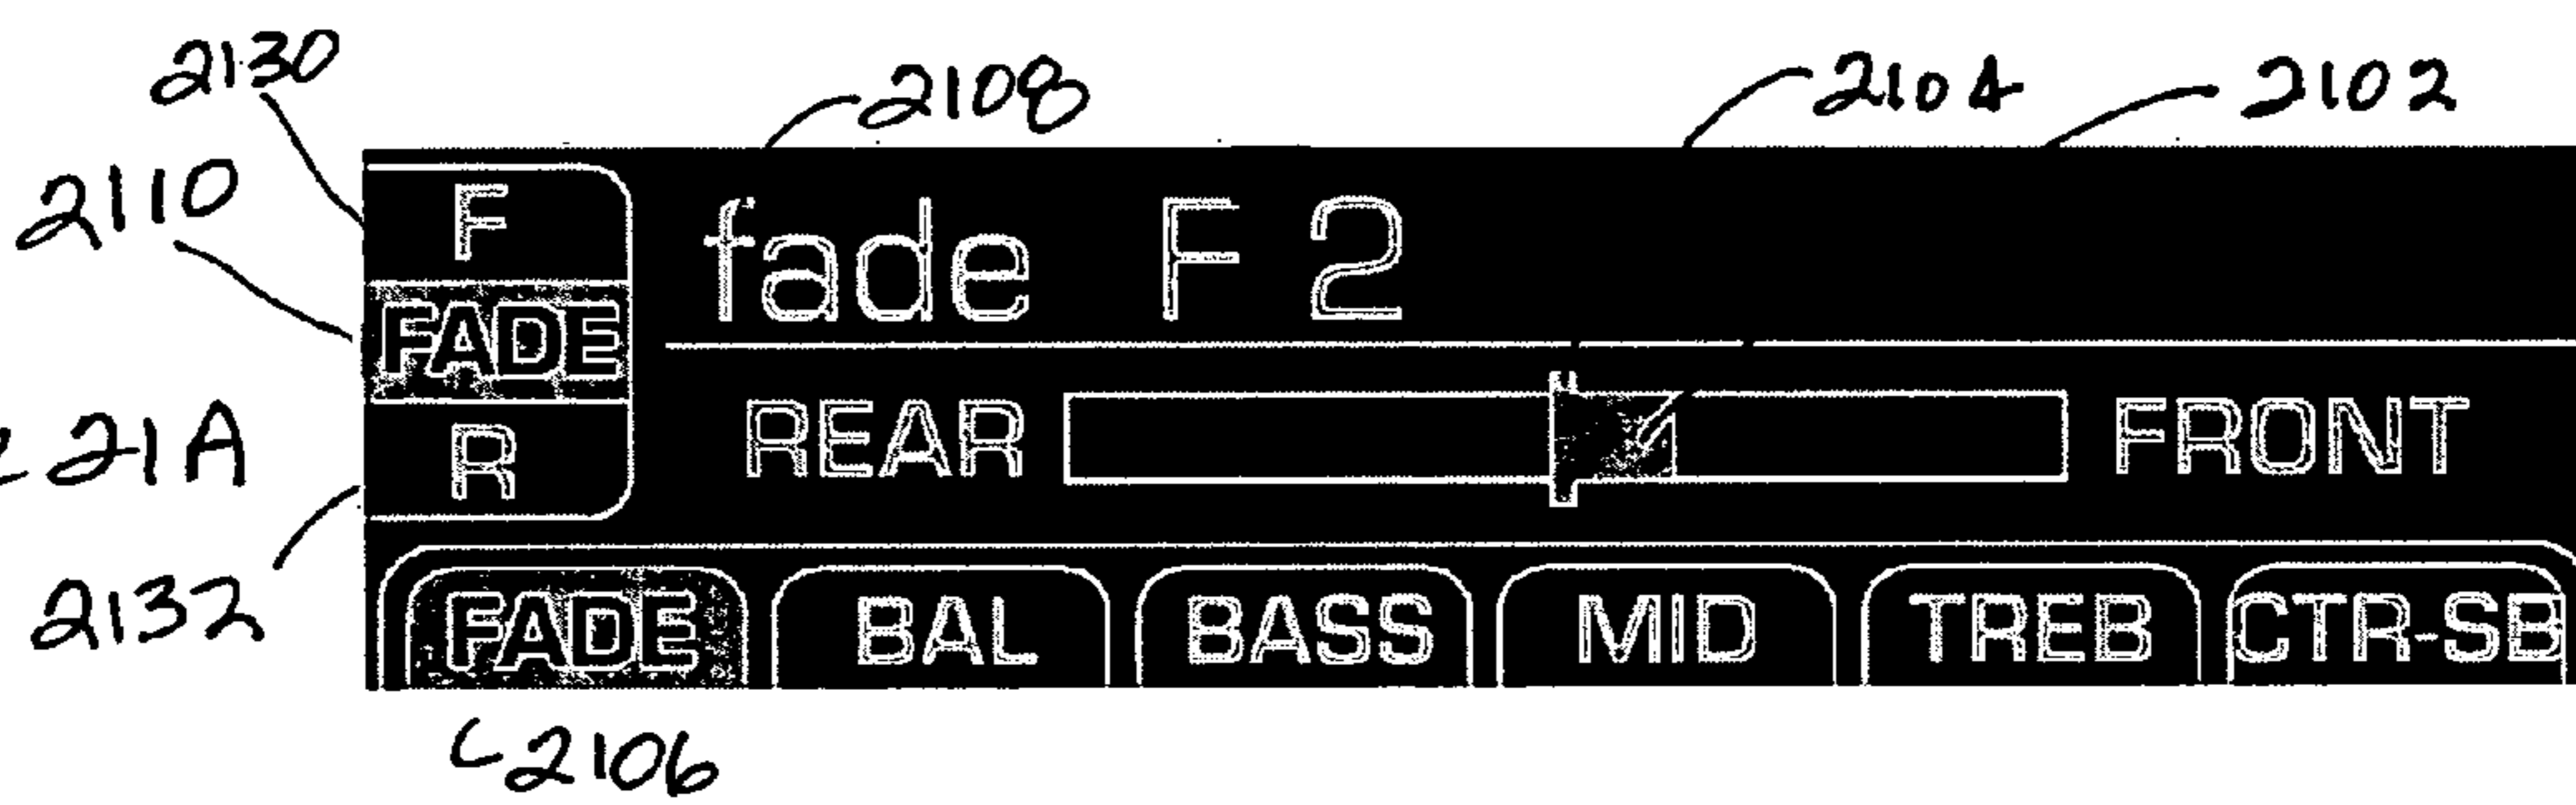 2130 2108 2104 2102
2110
F
fade F 2
FADE
REAR FRONT
21A
R
2132
FADE BAL BASS MID TREB CTR-SB
2106